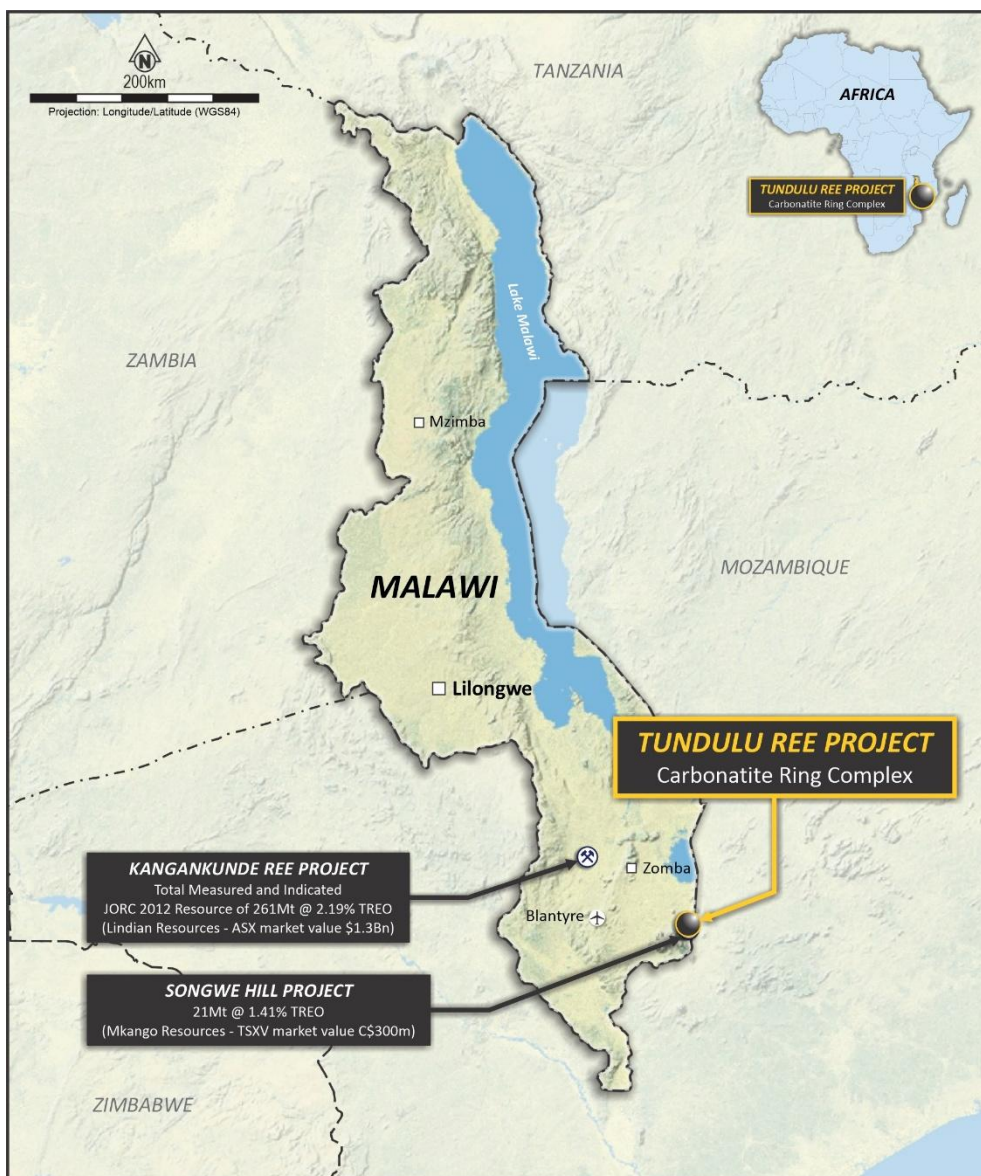 N
200km
Projection: Longitude/Latitude (WGS84)
TANZANIA
AFRICA
TUNDULU REE PROJECT
Carbonatite Ring Complex
ZAMBIA
Lake Malawi
Mzimba
MOZAMBIQUE
MALAWI
Lilongwe
TUNDULU REE PROJECT
Carbonatite Ring Complex
KANGANKUNDE REE PROJECT
Total Measured and Indicated
JORC 2012 Resource of 261Mt @ 2.19% TREO
(Lindian Resources - ASX market value $1.3Bn)
Zomba
Blantyre
SONGWE HILL PROJECT
21Mt @ 1.41% TREO
(Mkango Resources - TSXV market value C$300m)
ZIMBABWE